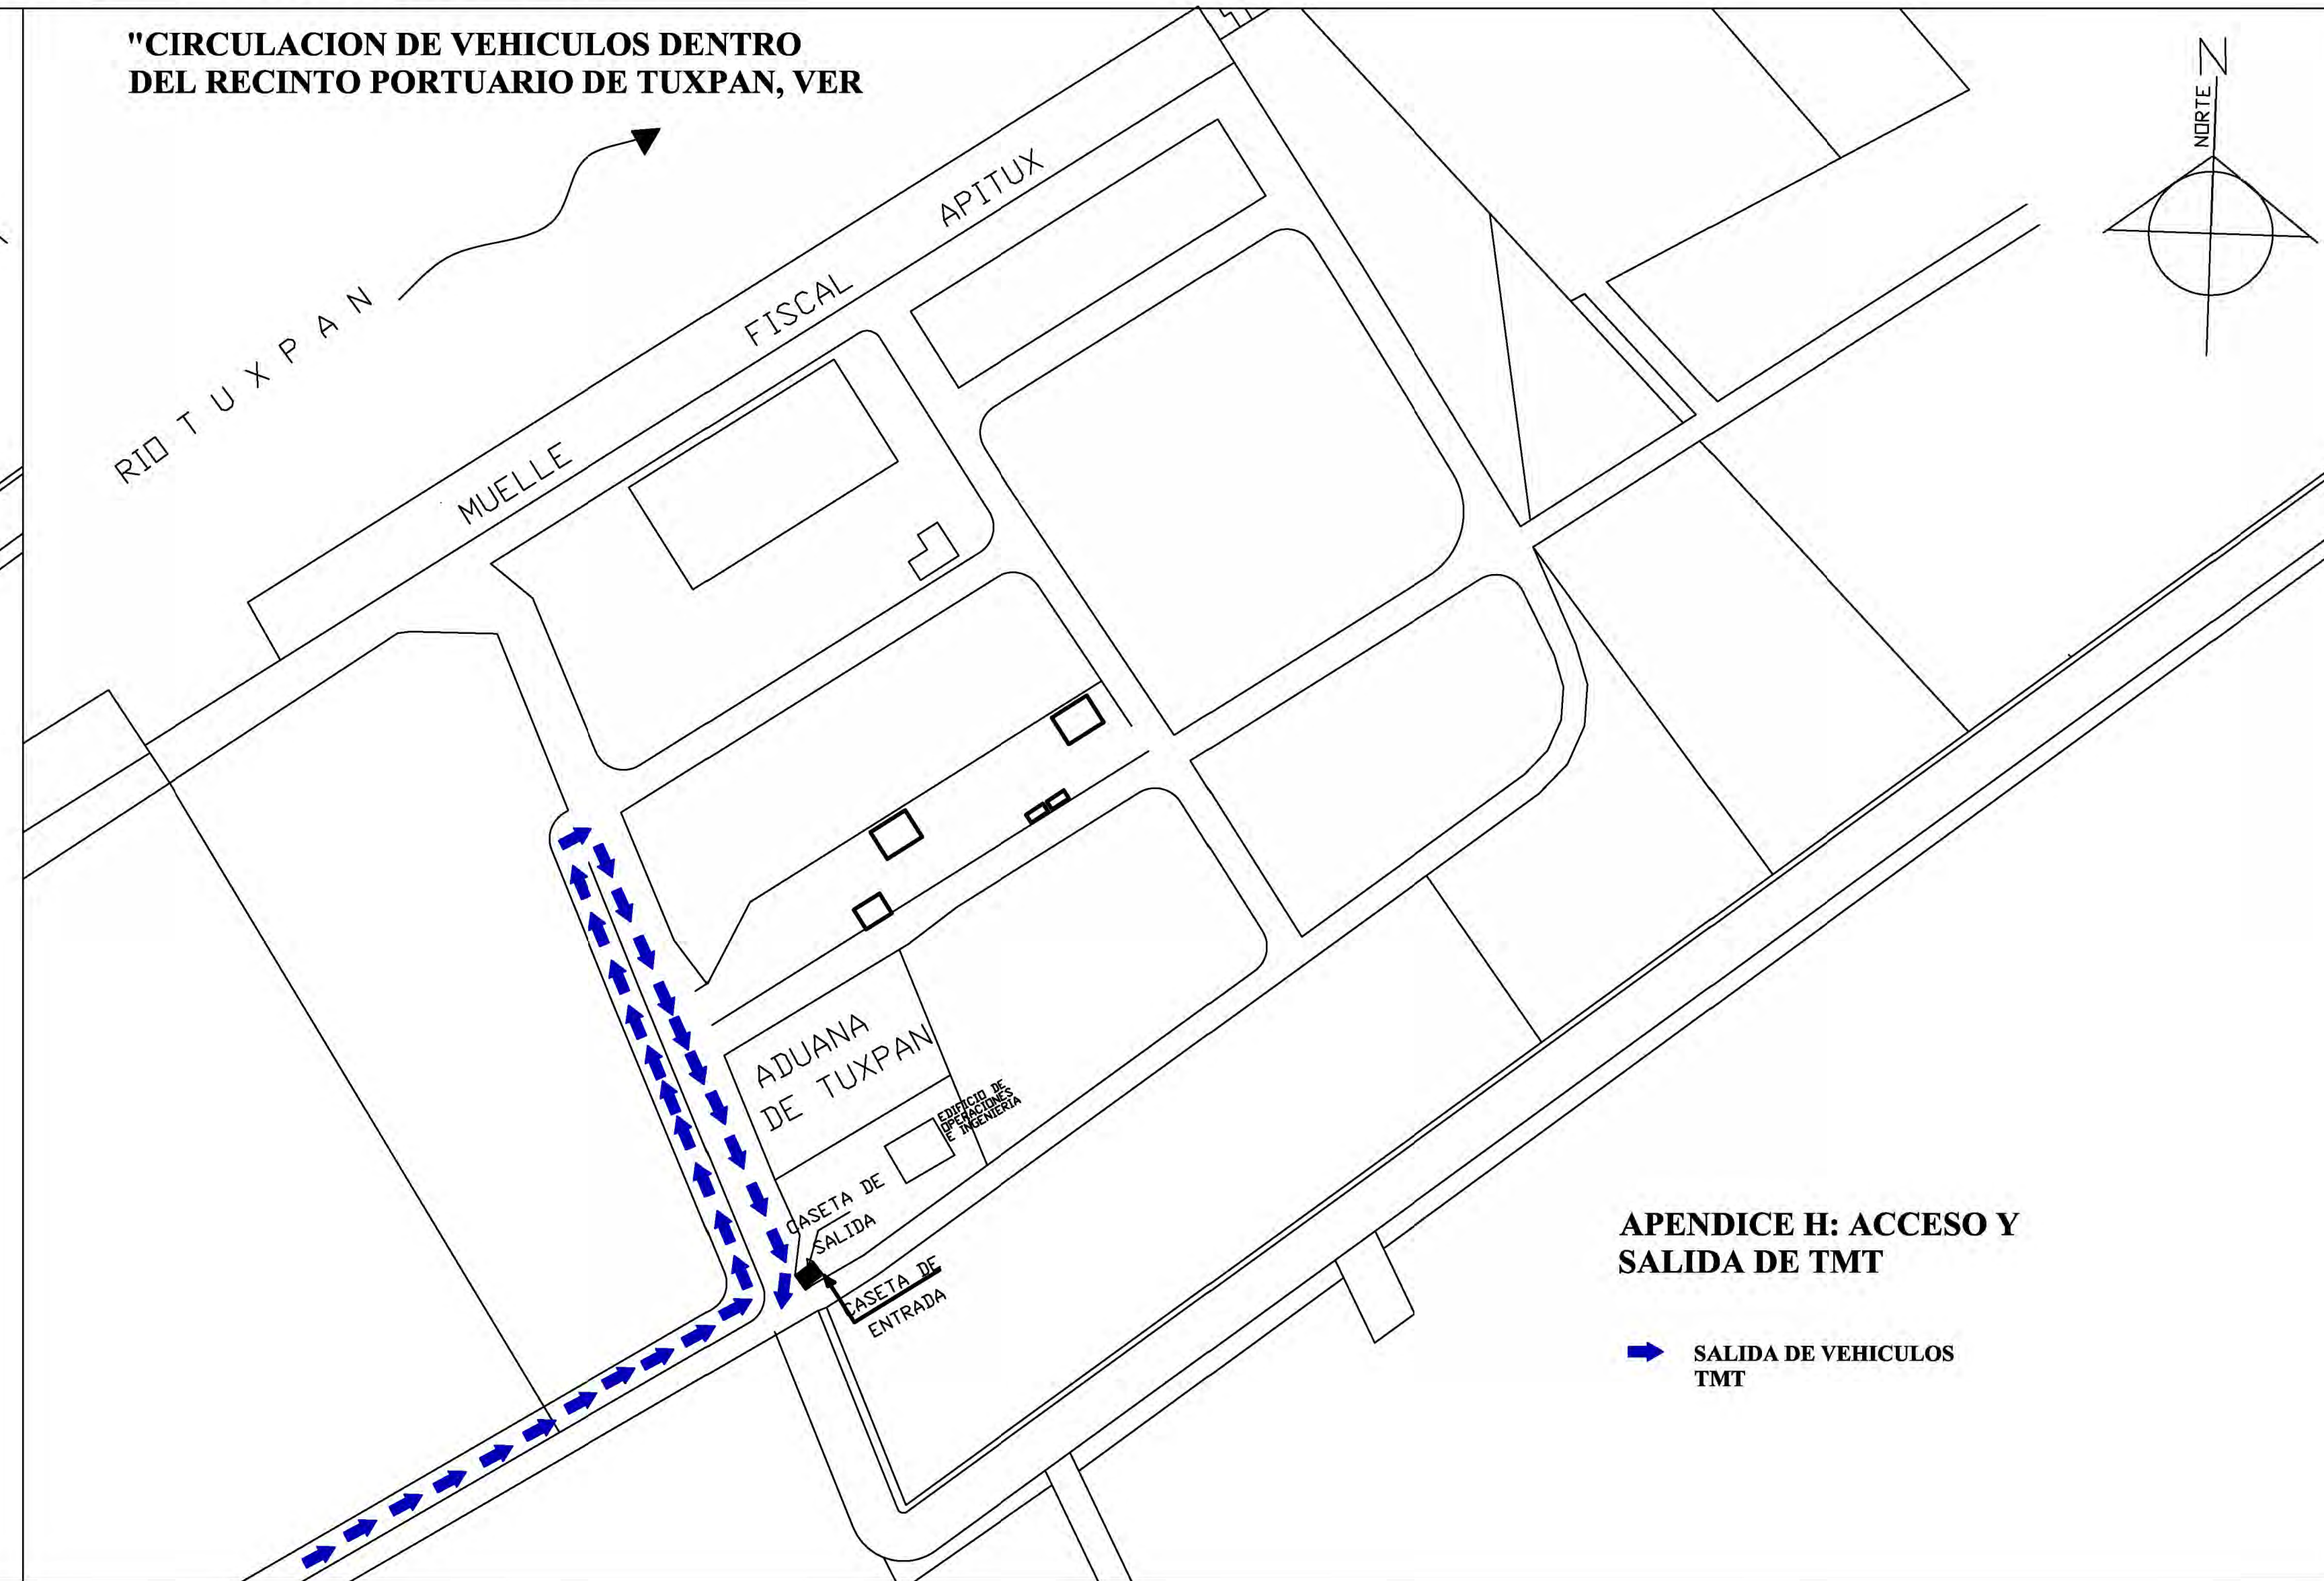 "CIRCULACION DE VEHICULOS DENTRO
DEL RECINTO PORTUARIO DE TUXPAN, VER
N
NORTE
RIO TUXPAN
MUELLE FISCAL APITUX
ADUANA
DE TUXPAN
EDIFICIO DE
OPERACIONES
E INGENIERIA
CASETA DE
SALIDA
CASETA DE
ENTRADA
APENDICE H: ACCESO Y
SALIDA DE TMT
SALIDA DE VEHICULOS
TMT